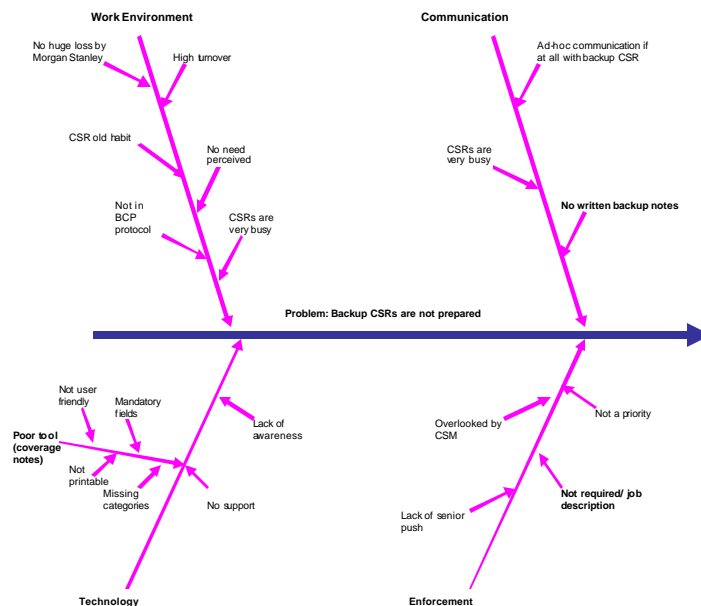 Work Environment
Communication
No huge loss by
Morgan Stanley
High turnover
Ad-hoc communication if
at all with backup CSR
CSR old habit
No need
perceived
CSRs are
very busy
Not in
BCP
protocol
CSRs are
very busy
No written backup notes
Problem: Backup CSRs are not prepared
Not user
friendly
Mandatory
fields
Poor tool
(coverage
notes)
Not
printable
Missing
categories
No support
Lack of
awareness
Overlooked by
CSM
Not a priority
Not required/ job
description
Lack of senior
push
Technology
Enforcement